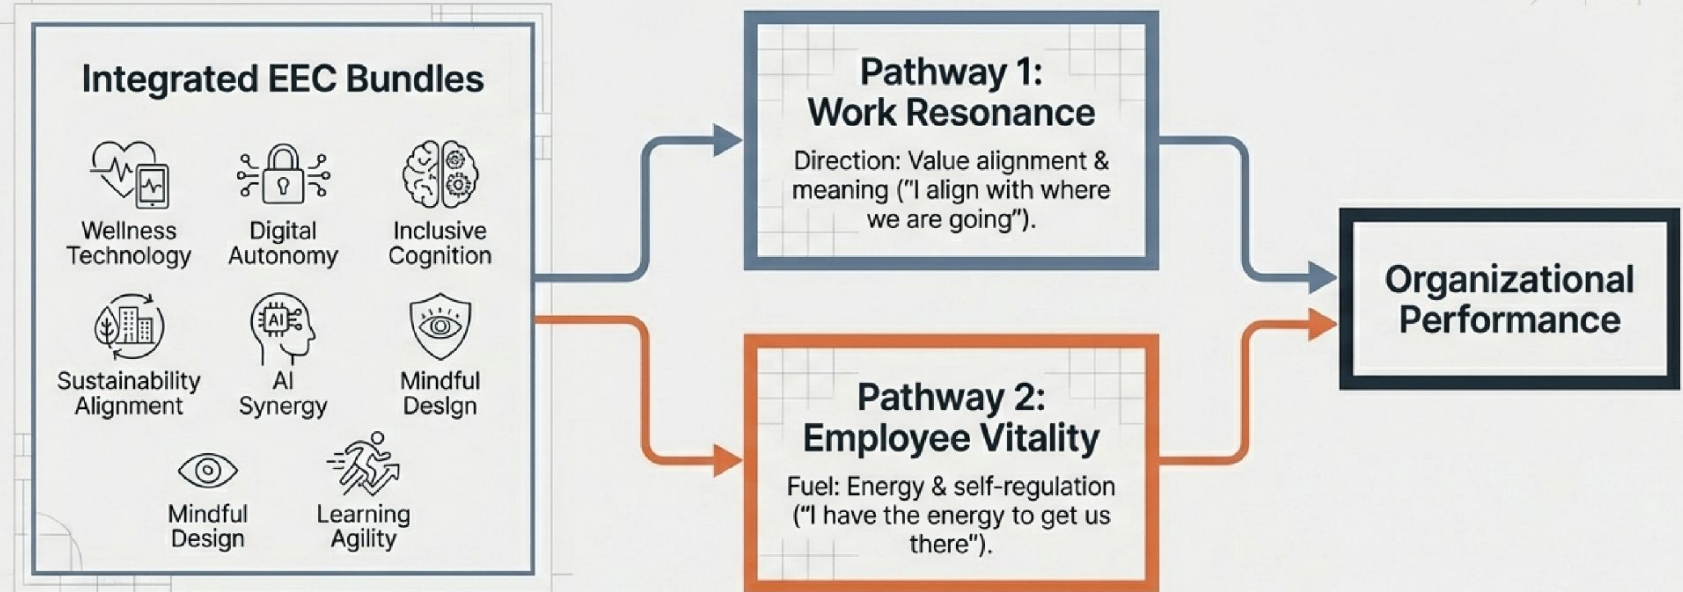 Integrated EEC Bundles
Wellness
Technology
Digital
Autonomy
Inclusive
Cognition
Sustainability
Alignment
AI
AI
Synergy
Mindful
DesIgn
Mindful
Design
Learning
Agility
Pathway 1:
Work Resonance
Direction: Value alignment &
meaning ("I align with where
we are going").
Pathway 2:
Employee Vitality
Fuel: Energy & self-regulation
("I have the energy to get us
there").
Organizational
Performance